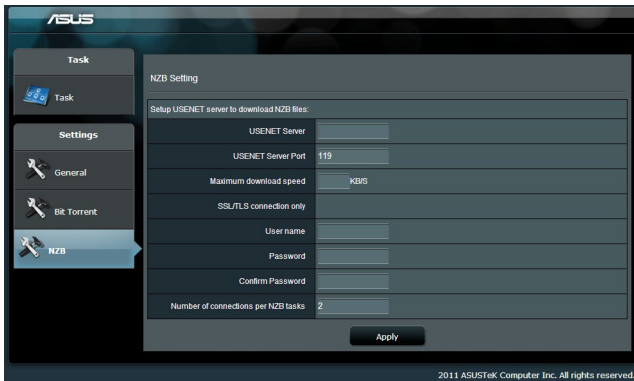 ASUS
Task
Task
Settings
General
Bit Torrent
NZB
NZB Setting
Setup USENET server to download NZB files:
USENET Server
USENET Server Port 119
Maximum download speed KB/S
SSL/TLS connection only
User name
Password
Confirm Password
Number of connections per NZB tasks 2
Apply
2011 ASUSTeK Computer Inc. All rights reserved.